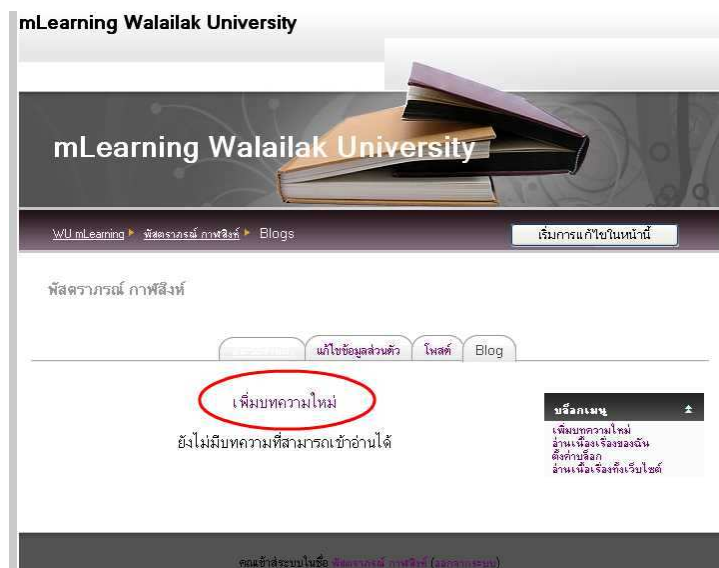 mLearning Walailak University
mLearning Walailak University
WU mLearning พัสตราภรณ์ กาฬสิงห์ Blogs
เริ่มการแก้ไขในหน้านี้
พัสตราภรณ์ กาฬสิงห์
แก้ไขข้อมูลส่วนตัว โพสต์ Blog
เพิ่มบทความใหม่
ยังไม่มีบทความที่สามารถเข้าอ่านได้
บล็อกเมนู
เพิ่มบทความใหม่
อ่านเนื้อเรื่องของฉัน
ตั้งค่าบล็อก
อ่านเนื้อเรื่องทั้งเว็บไซต์
คุณเข้าสู่ระบบในชื่อ พัสตราภรณ์ กาฬสิงห์ (ออกจากระบบ)